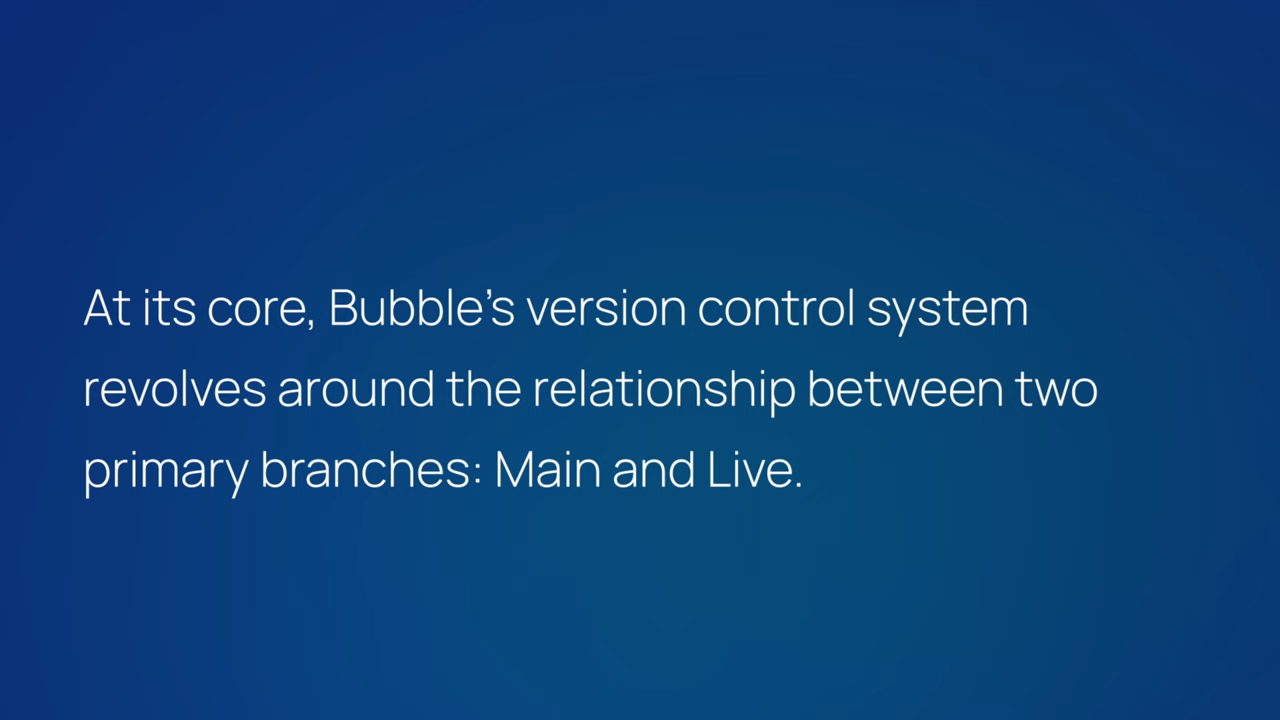 At its core, Bubble’s version control system
revolves around the relationship between two
primary branches: Main and Live.